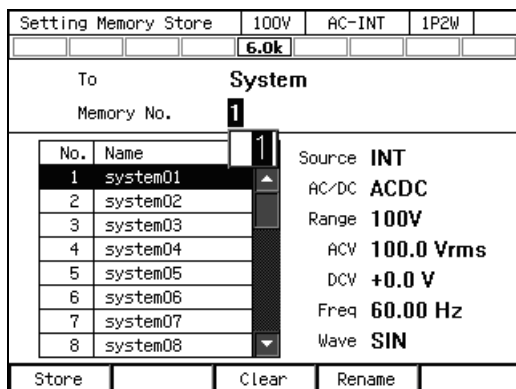 Setting Memory Store 100V AC-INT 1P2W
6.0k
To System
Memory No. 1
1
No. Name
1 system01
2 system02
3 system03
4 system04
5 system05
6 system06
7 system07
8 system08
Source INT
AC/DC ACDC
Range 100V
ACV 100.0 Vrms
DCV +0.0 V
Freq 60.00 Hz
Wave SIN
Store Clear Rename